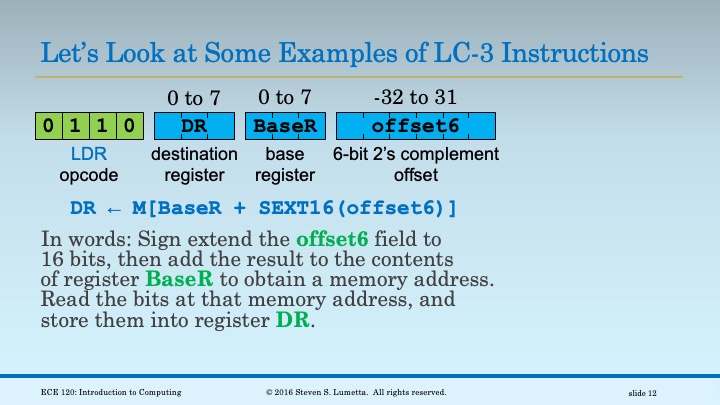 Let's Look at Some Examples of LC-3 Instructions
0 to 7 0 to 7 -32 to 31
0 1 1 0 DR BaseR offset6
LDR destination base 6-bit 2's complement
opcode register register offset
DR ← M[BaseR + SEXT16(offset6)]
In words: Sign extend the offset6 field to
16 bits, then add the result to the contents
of register BaseR to obtain a memory address.
Read the bits at that memory address, and
store them into register DR.
ECE 120: Introduction to Computing © 2016 Steven S. Lumetta. All rights reserved. slide 12